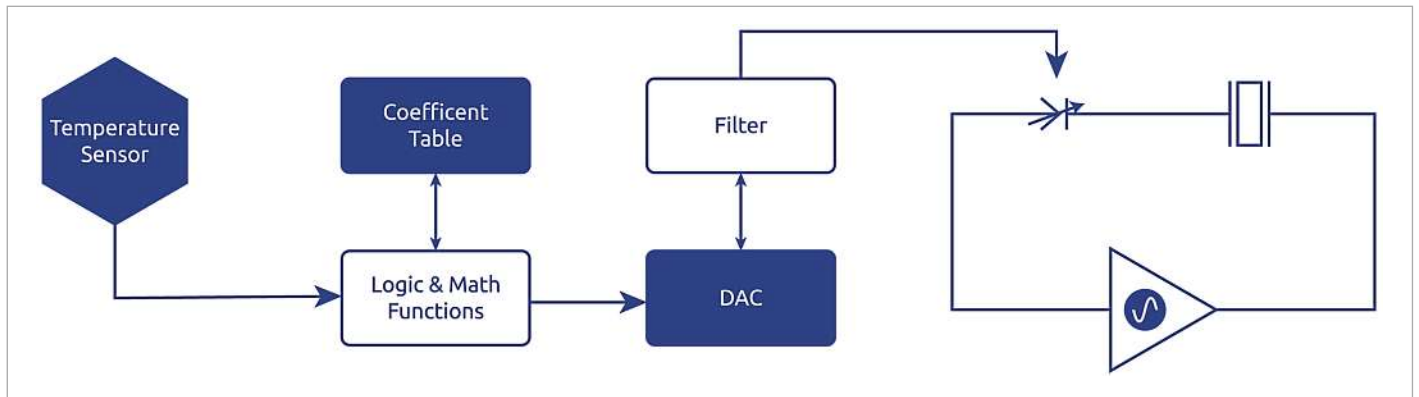 Temperature
Sensor
Coefficent
Table
Filter
Logic & Math
Functions
DAC